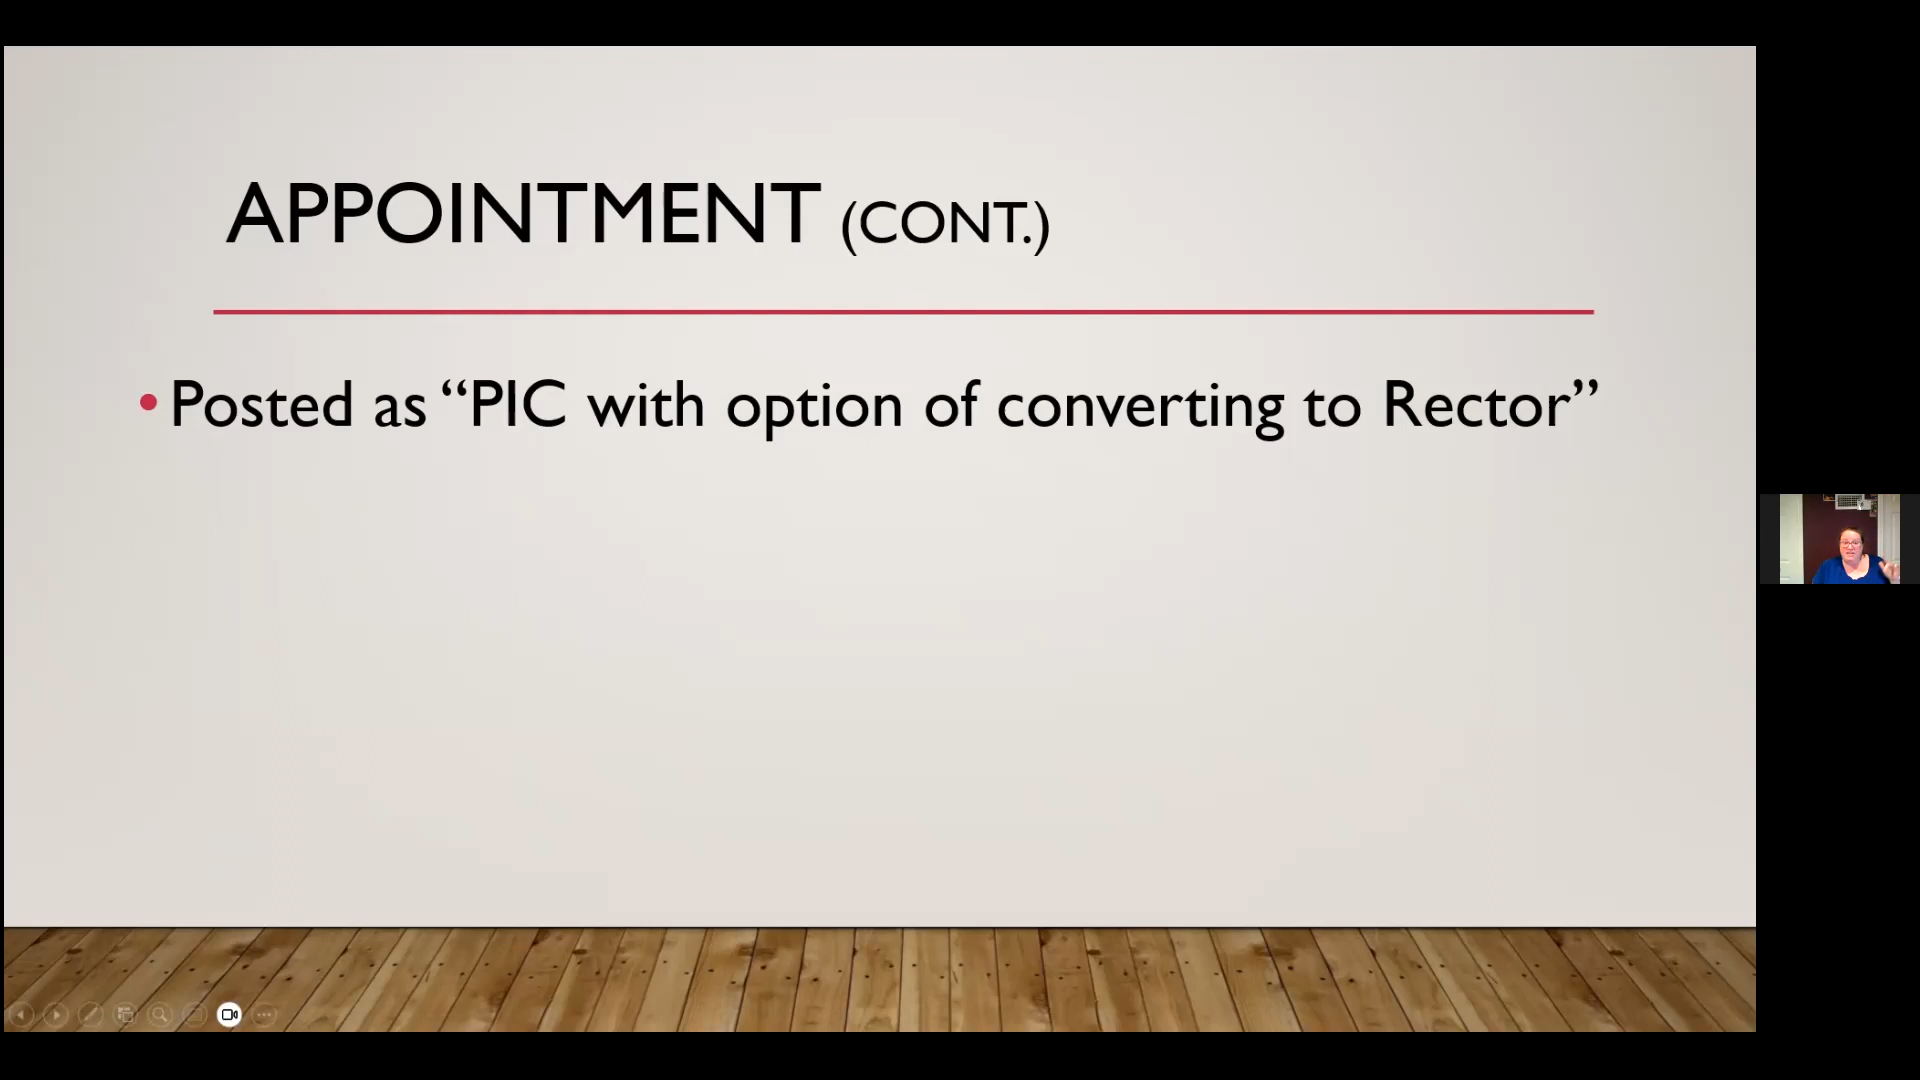 APPOINTMENT (CONT.)
• Posted as “PIC with option of converting to Rector”